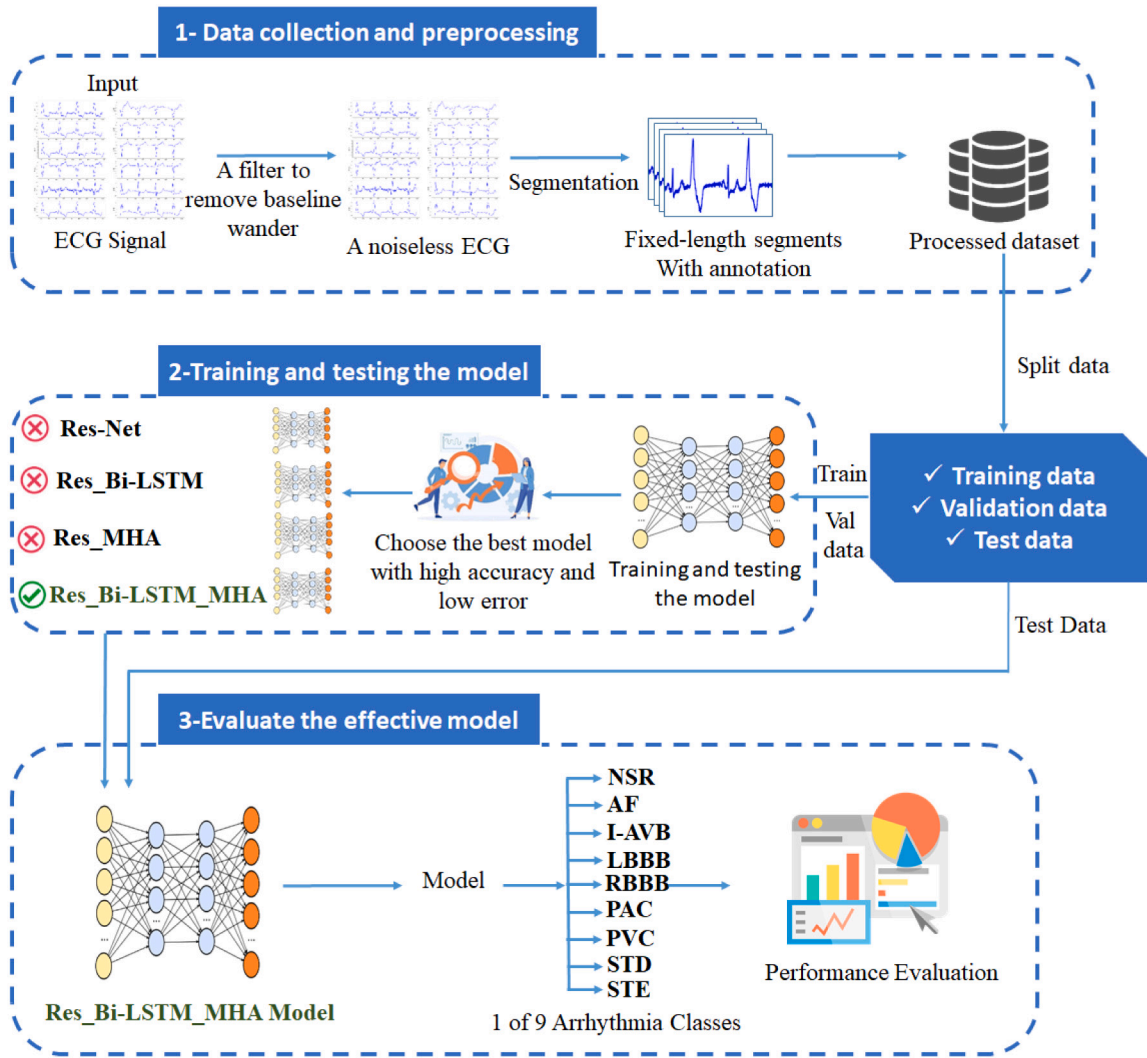 1- Data collection and preprocessing
Input
ECG Signal
A filter to
remove baseline
wander
A noiseless ECG
Segmentation
Fixed-length segments
With annotation
Processed dataset
Split data
2-Training and testing the model
Res-Net
Res_Bi-LSTM
Res_MHA
Res_Bi-LSTM_MHA
Choose the best model
with high accuracy and
low error
...
...
Training and testing
the model
Train
Val
data
✓ Training data
✓ Validation data
✓ Test data
Test Data
3-Evaluate the effective model
...
...
...
...
Res_Bi-LSTM_MHA Model
Model
NSR
AF
I-AVB
LBBB
RBBB
PAC
PVC
STD
STE
1 of 9 Arrhythmia Classes
Performance Evaluation